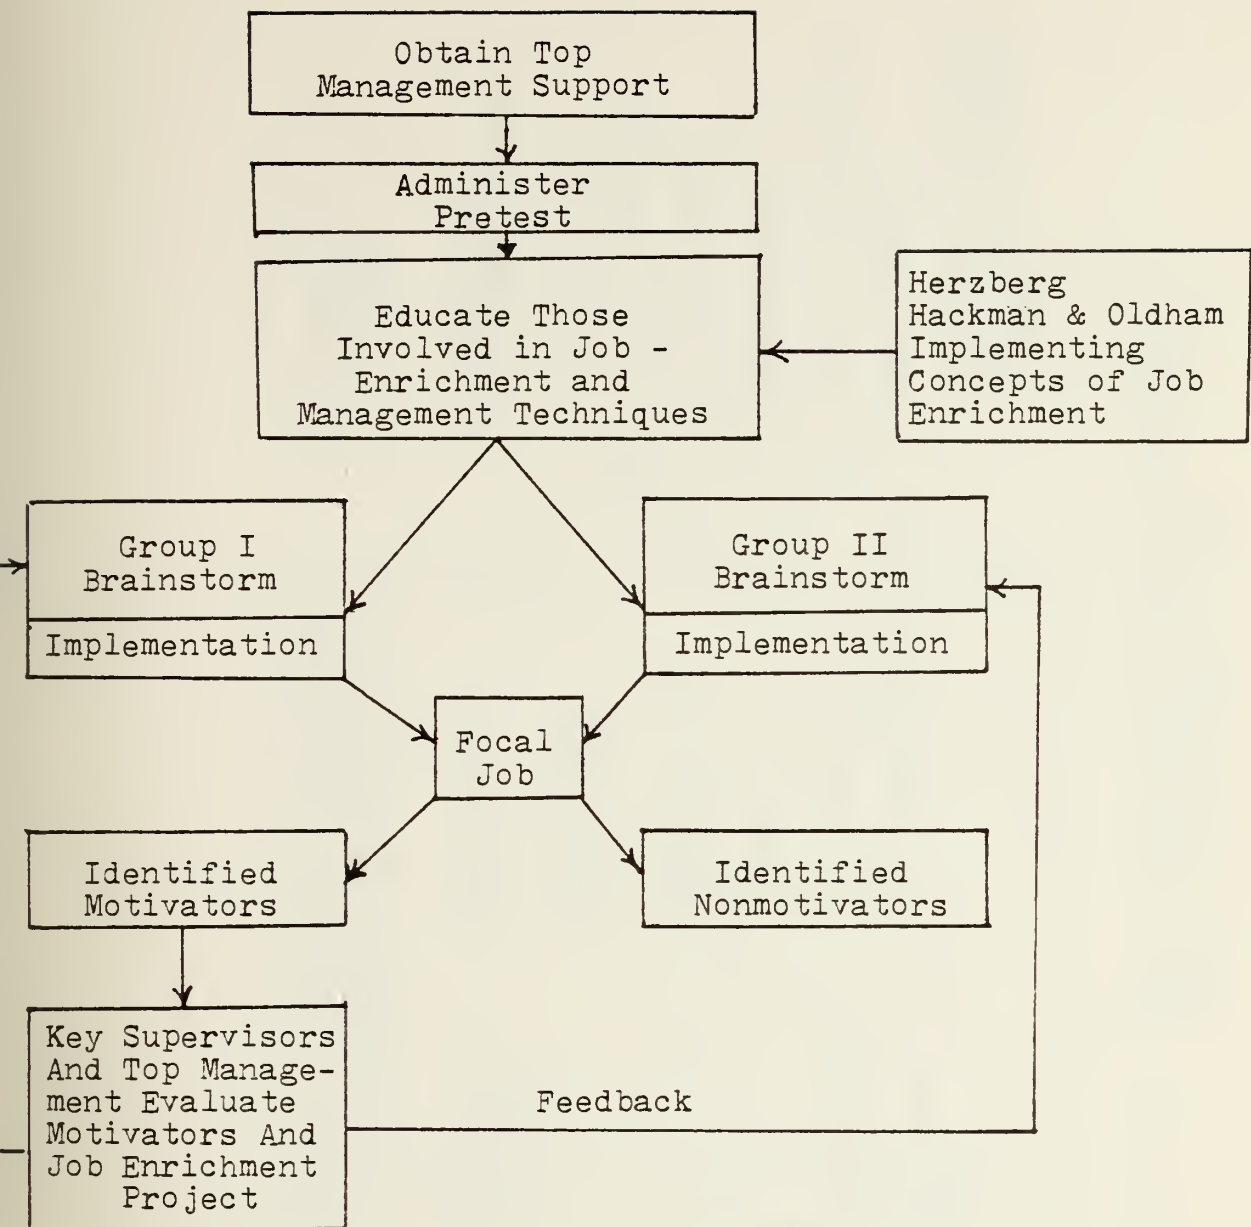 Obtain Top
Management Support
Administer
Pretest
Educate Those
Involved in Job -
Enrichment and
Management Techniques
Herzberg
Hackman & Oldham
Implementing
Concepts of Job
Enrichment
Group I
Brainstorm
Implementation
Group II
Brainstorm
Implementation
Focal
Job
Identified
Motivators
Identified
Nonmotivators
Key Supervisors
And Top Manage-
ment Evaluate
Motivators And
Job Enrichment
Project
Feedback